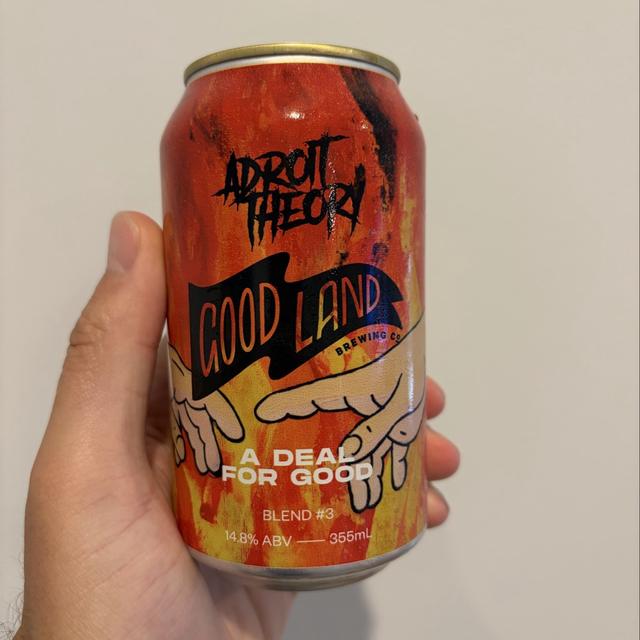 ADROIT
THEORY
GOOD LAND
BREWING CO
A DEAL
FOR GOOD
BLEND #3
14.8% ABV — 355mL